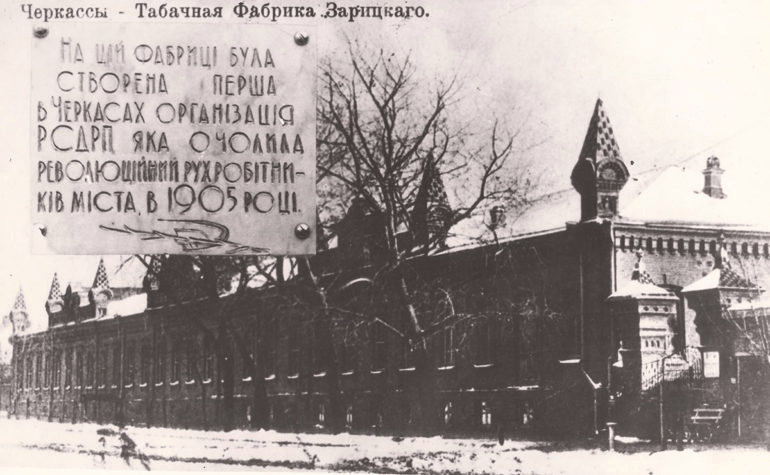 Черкассы - Табачная Фабрика Зарицкаго.
НА ЦІЙ ФАБРИЦІ БУЛА
СТВОРЕНА ПЕРША
В ЧЕРКАСАХ ОРГАНІЗАЦІЯ
РСДРП, ЯКА ОЧОЛИЛА
РЕВОЛЮЦІЙНИЙ РУХ РОБІТНИ-
КІВ МІСТА В 1905 РОЦІ.